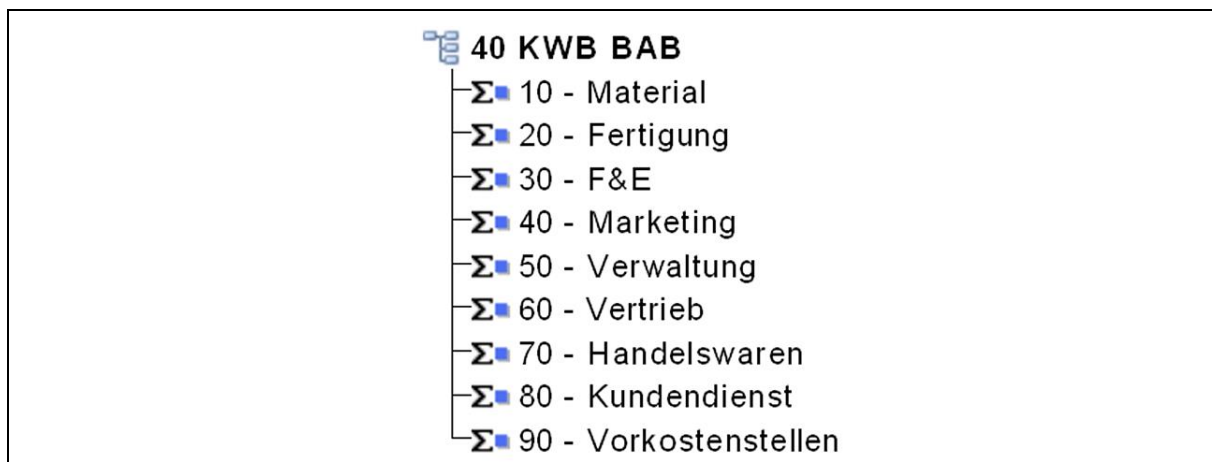 40 KWB BAB
Σ 10 - Material
Σ 20 - Fertigung
Σ 30 - F&E
Σ 40 - Marketing
Σ 50 - Verwaltung
Σ 60 - Vertrieb
Σ 70 - Handelswaren
Σ 80 - Kundendienst
Σ 90 - Vorkostenstellen